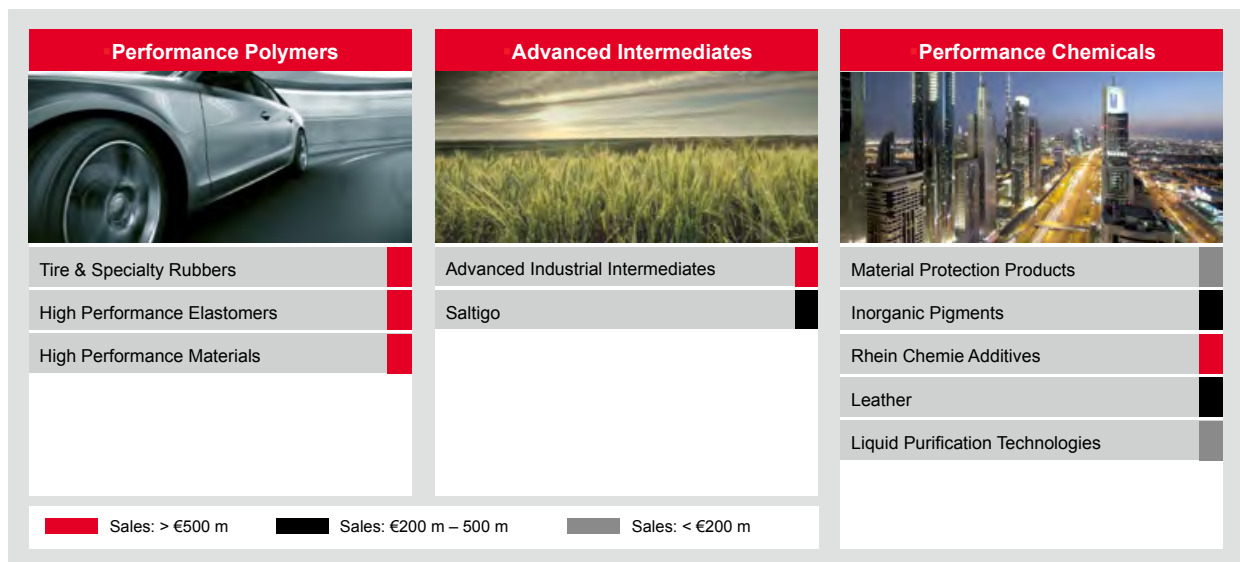 Performance Polymers
Advanced Intermediates
Performance Chemicals
Tire & Specialty Rubbers
High Performance Elastomers
High Performance Materials
Advanced Industrial Intermediates
Saltigo
Material Protection Products
Inorganic Pigments
Rhein Chemie Additives
Leather
Liquid Purification Technologies
Sales: > €500 m
Sales: €200 m – 500 m
Sales: < €200 m